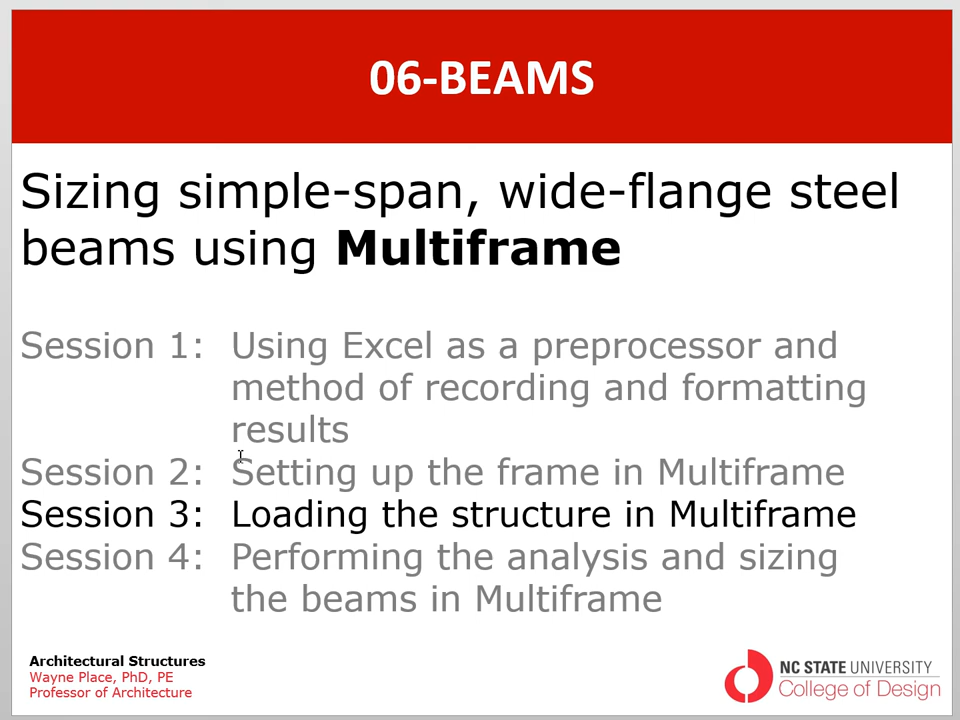 06-BEAMS
Sizing simple-span, wide-flange steel
beams using Multiframe
Session 1: Using Excel as a preprocessor and
method of recording and formatting
results
Session 2: Setting up the frame in Multiframe
Session 3: Loading the structure in Multiframe
Session 4: Performing the analysis and sizing
the beams in Multiframe
Architectural Structures
Wayne Place, PhD, PE
Professor of Architecture
NC STATE UNIVERSITY
College of Design